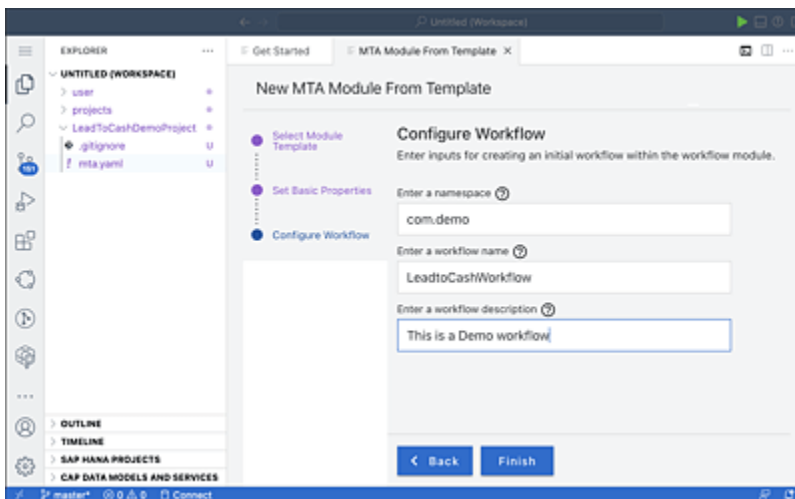 Untitled (Workspace)
EXPLORER
Get Started
MTA Module From Template
UNTITLED (WORKSPACE)
user
projects
LeadToCashDemoProject
.gitignore U
! mta.yaml U
151
New MTA Module From Template
Select Module
Template
Set Basic Properties
Configure Workflow
Configure Workflow
Enter inputs for creating an initial workflow within the workflow module.
Enter a namespace
com.demo
Enter a workflow name
LeadtoCashWorkflow
Enter a workflow description
This is a Demo workflow
Back
Finish
OUTLINE
TIMELINE
SAP HANA PROJECTS
CAP DATA MODELS AND SERVICES
master* 0 0 Connect